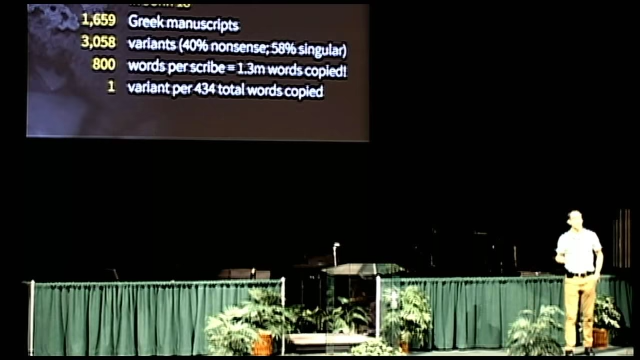 1,659 Greek manuscripts
3,058 variants (40% nonsense; 58% singular)
800 words per scribe = 1.3m words copied!
1 variant per 434 total words copied